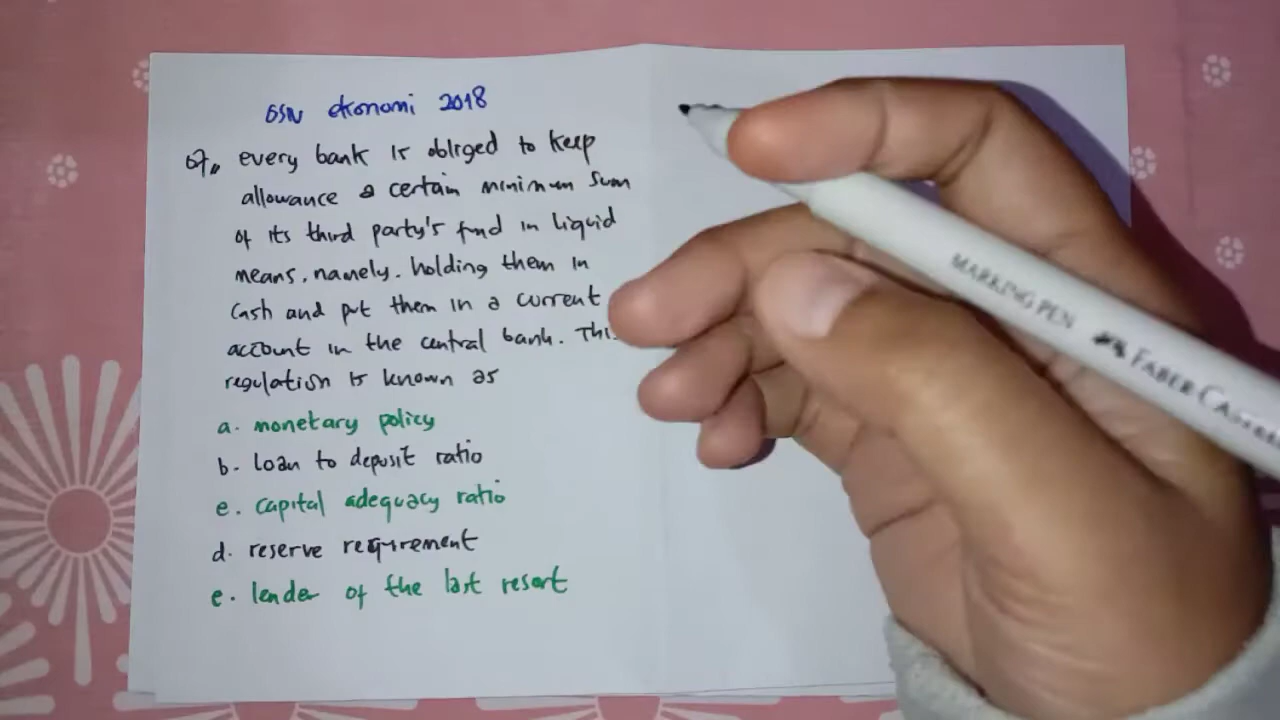 OSN ekonomi 2018
07. every bank is obliged to keep
allowance a certain minimum sum
of its third party's fund in liquid
means, namely. holding them in
cash and put them in a current
account in the central bank. This
regulation is known as
a. monetary policy
b. loan to deposit ratio
e. capital adequacy ratio
d. reserve requirement
e. lender of the last resort
MARKING PEN FABER CASTELL